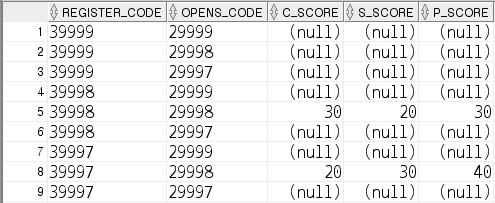 REGISTER_CODE OPENS_CODE C_SCORE S_SCORE P_SCORE
1 39999 29999 (null) (null) (null)
2 39999 29998 (null) (null) (null)
3 39999 29997 (null) (null) (null)
4 39998 29999 (null) (null) (null)
5 39998 29998 30 20 30
6 39998 29997 (null) (null) (null)
7 39997 29999 (null) (null) (null)
8 39997 29998 20 30 40
9 39997 29997 (null) (null) (null)